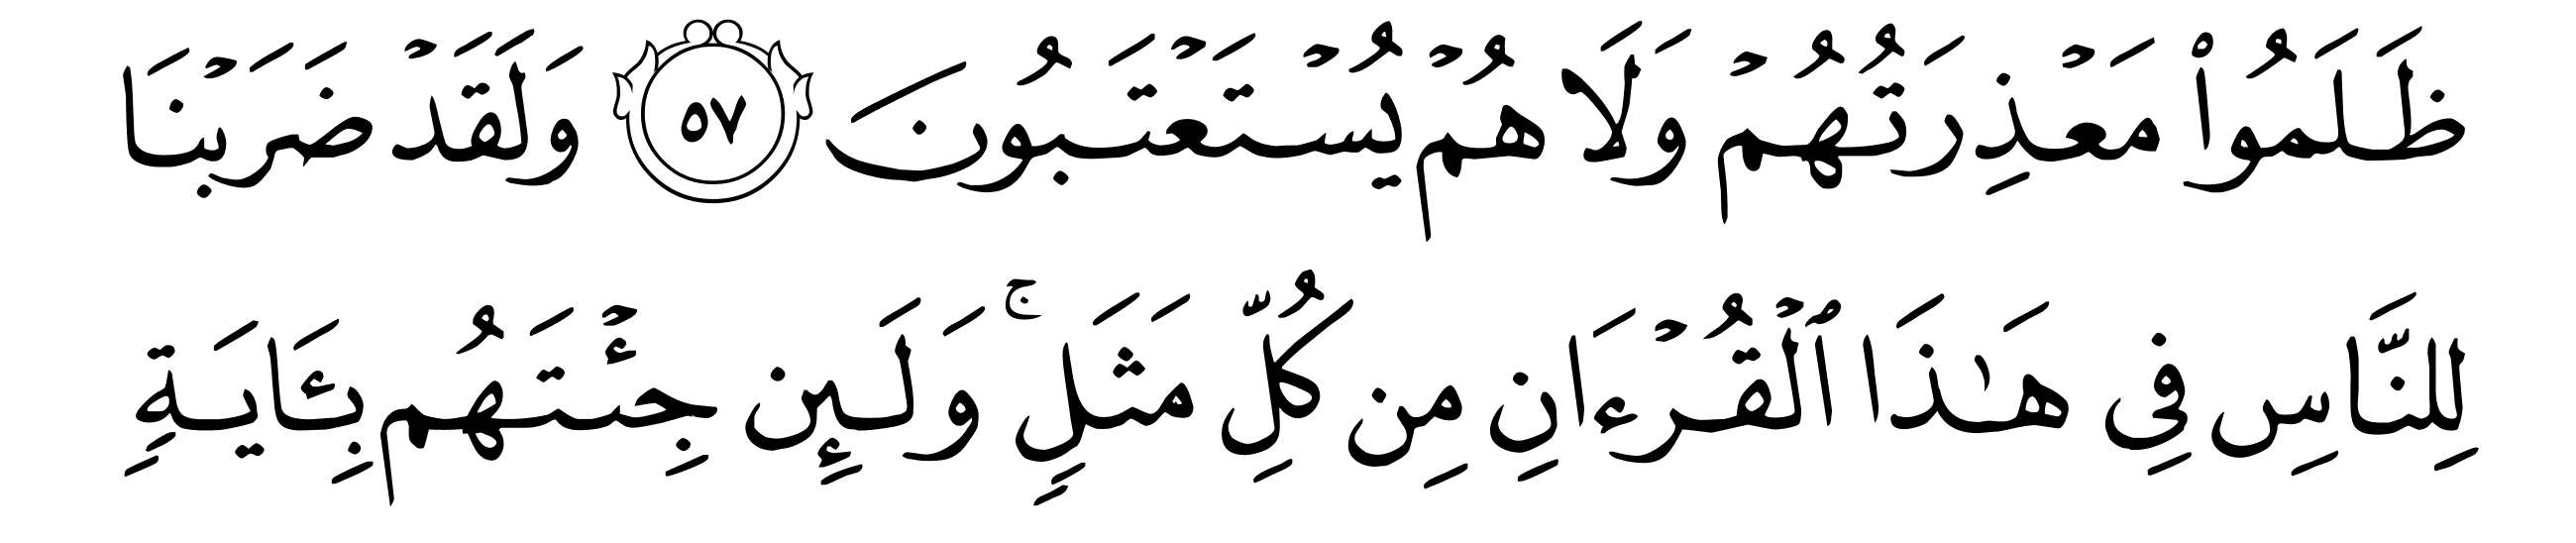 ظَلَمُوا۟ مَعْذِرَتُهُمْ وَلَا هُمْ يُسْتَعْتَبُونَ ٥٧ وَلَقَدْ ضَرَبْنَا
لِلنَّاسِ فِى هَـٰذَا ٱلْقُرْءَانِ مِن كُلِّ مَثَلٍۢ ۚ وَلَئِن جِئْتَهُم بِـَٔايَةٍۢ